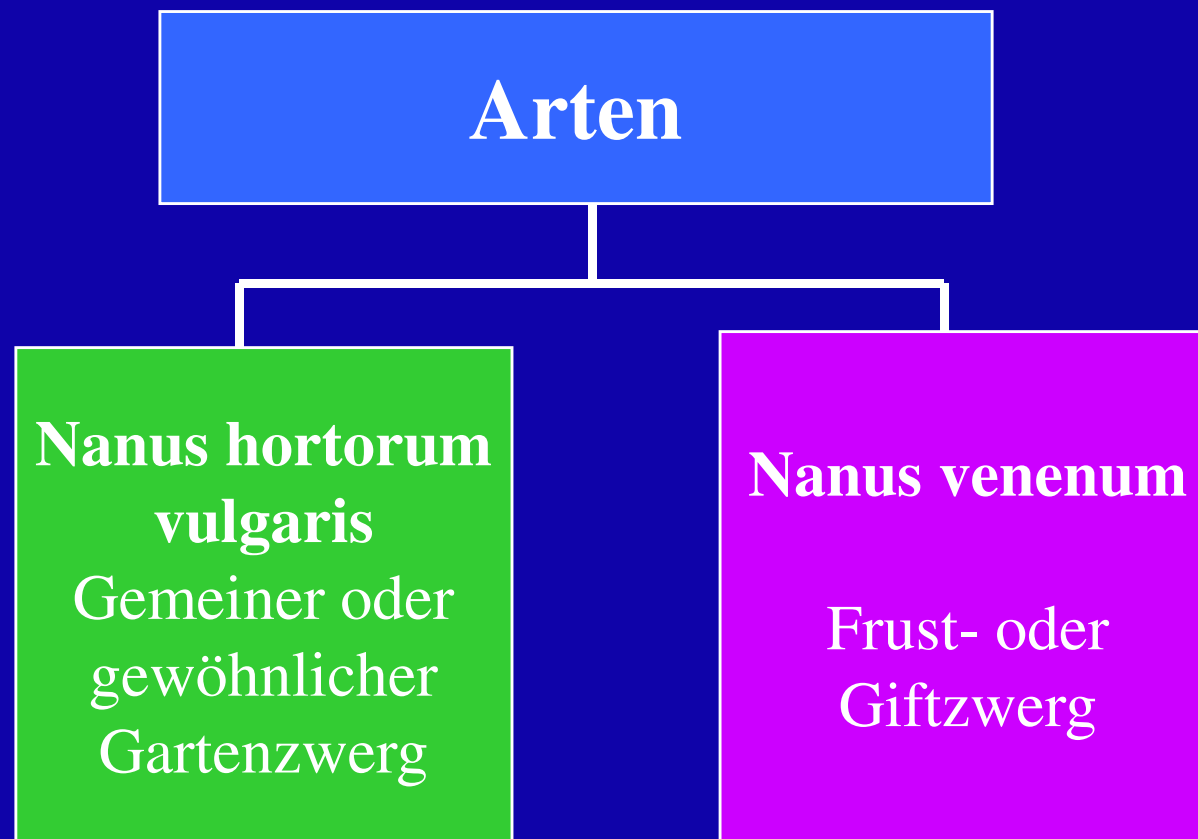 Arten
Nanus hortorum
vulgaris
Gemeiner oder
gewöhnlicher
Gartenzwerg
Nanus venenum
Frust- oder
Giftzwerg